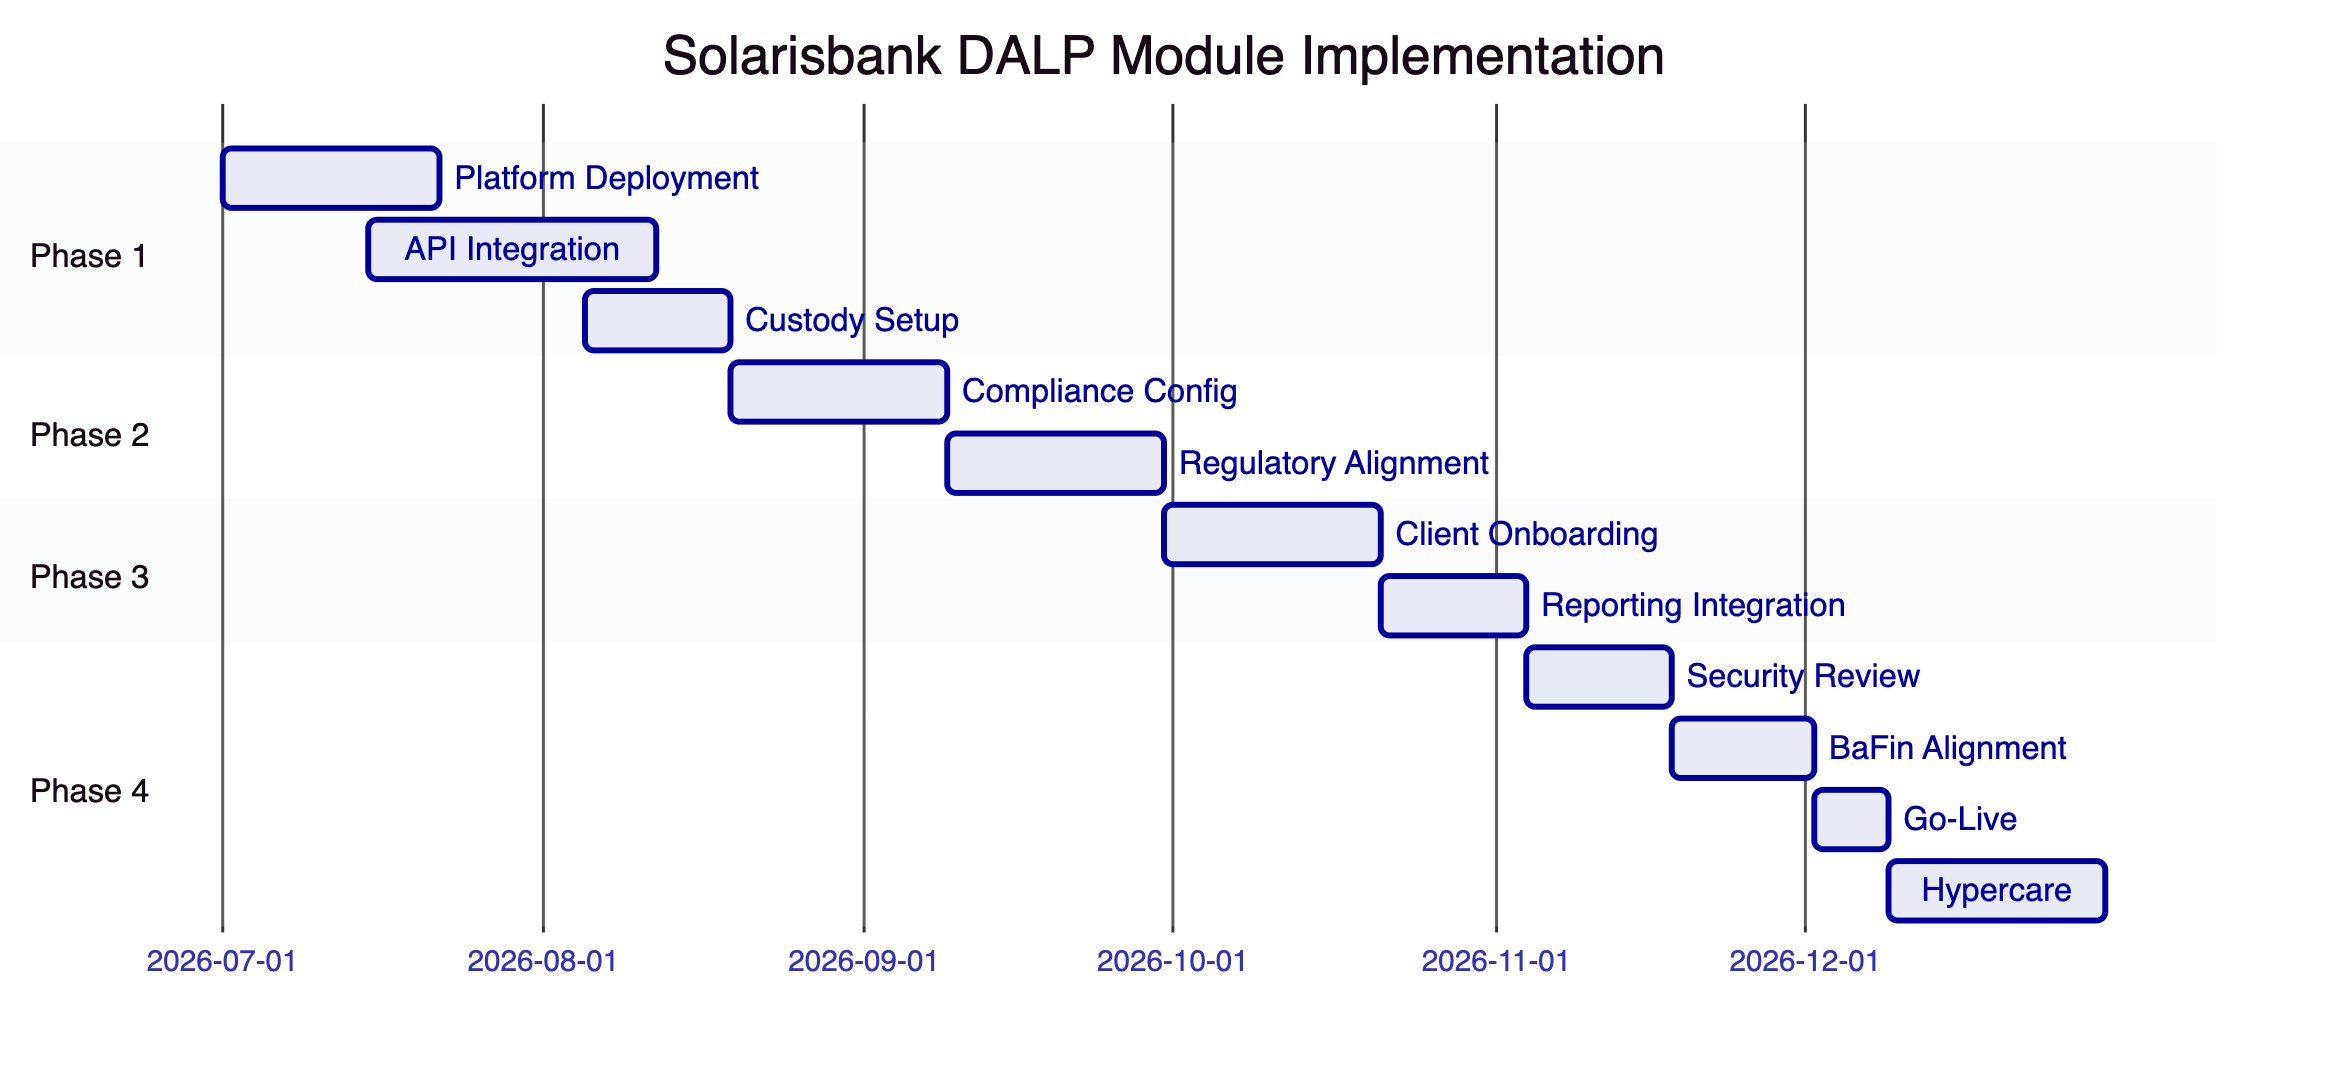 Solarisbank DALP Module Implementation
Platform Deployment
Phase 1
API Integration
Custody Setup
Compliance Config
Phase 2
Regulatory Alignment
Client Onboarding
Phase 3
Reporting Integration
Security Review
BaFin Alignment
Phase 4
Go-Live
Hypercare
2026-07-01
2026-08-01
2026-09-01
2026-10-01
2026-11-01
2026-12-01